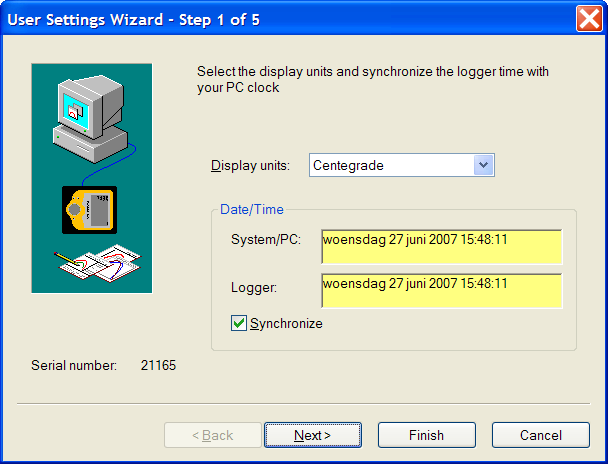 User Settings Wizard - Step 1 of 5
Select the display units and synchronize the logger time with
your PC clock
Display units: Centegrade
Date/Time
System/PC: woensdag 27 juni 2007 15:48:11
Logger: woensdag 27 juni 2007 15:48:11
Synchronize
Serial number: 21165
< Back Next > Finish Cancel